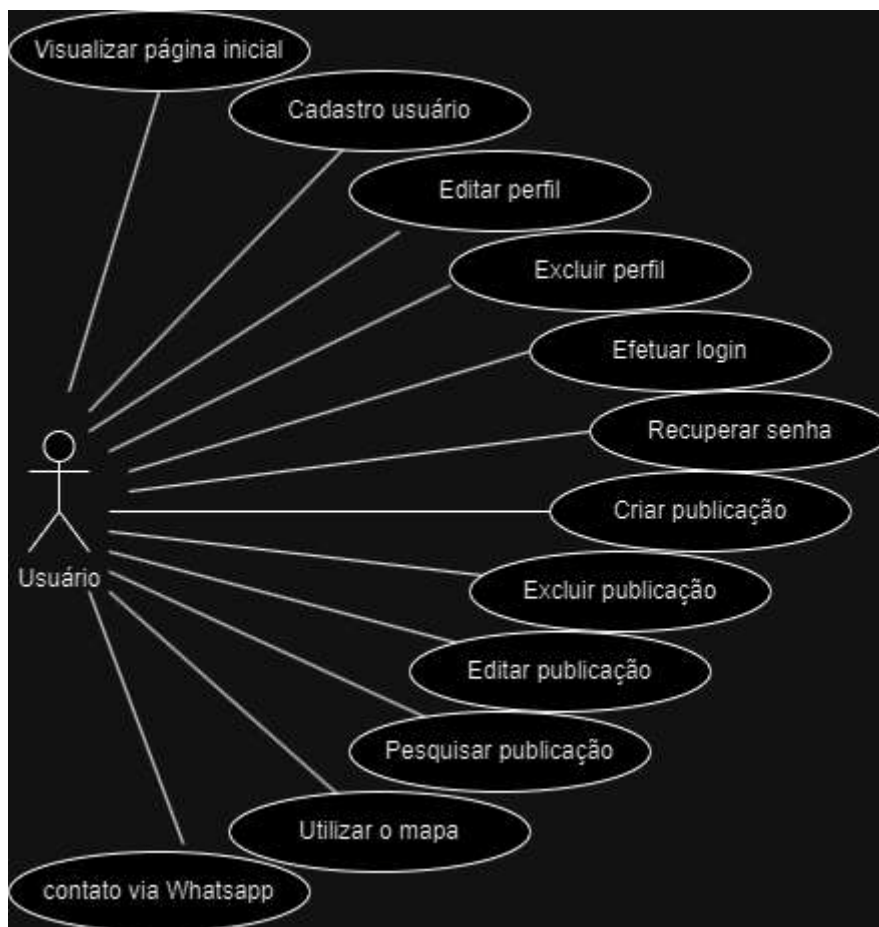 Visualizar página inicial
Cadastro usuário
Editar perfil
Excluir perfil
Efetuar login
Recuperar senha
Criar publicação
Usuário
Excluir publicação
Editar publicação
Pesquisar publicação
Utilizar o mapa
contato via Whatsapp